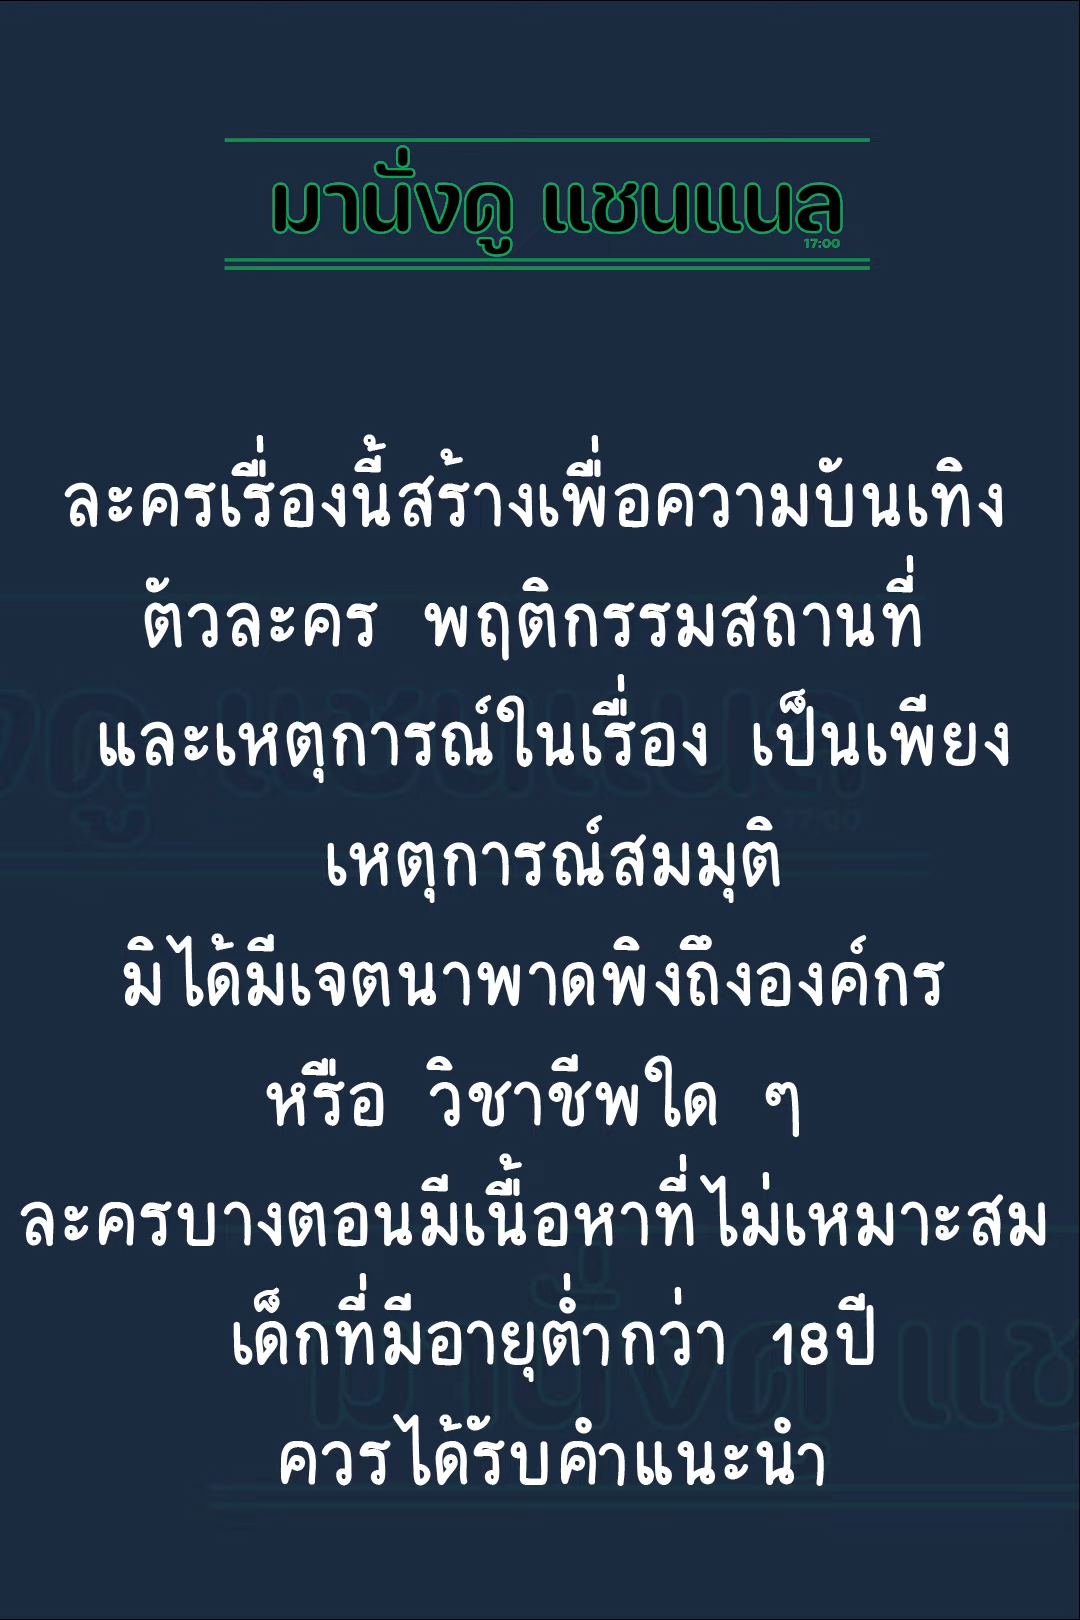 มานั่งดู แชนแนล
17:00
ละครเรื่องนี้สร้างเพื่อความบันเทิง
ตัวละคร พฤติกรรมสถานที่
และเหตุการณ์ในเรื่อง เป็นเพียง
เหตุการณ์สมมุติ
มิได้มีเจตนาพาดพิงถึงองค์กร
หรือ วิชาชีพใด ๆ
ละครบางตอนมีเนื้อหาที่ไม่เหมาะสม
เด็กที่มีอายุต่ำกว่า 18ปี
ควรได้รับคำแนะนำ